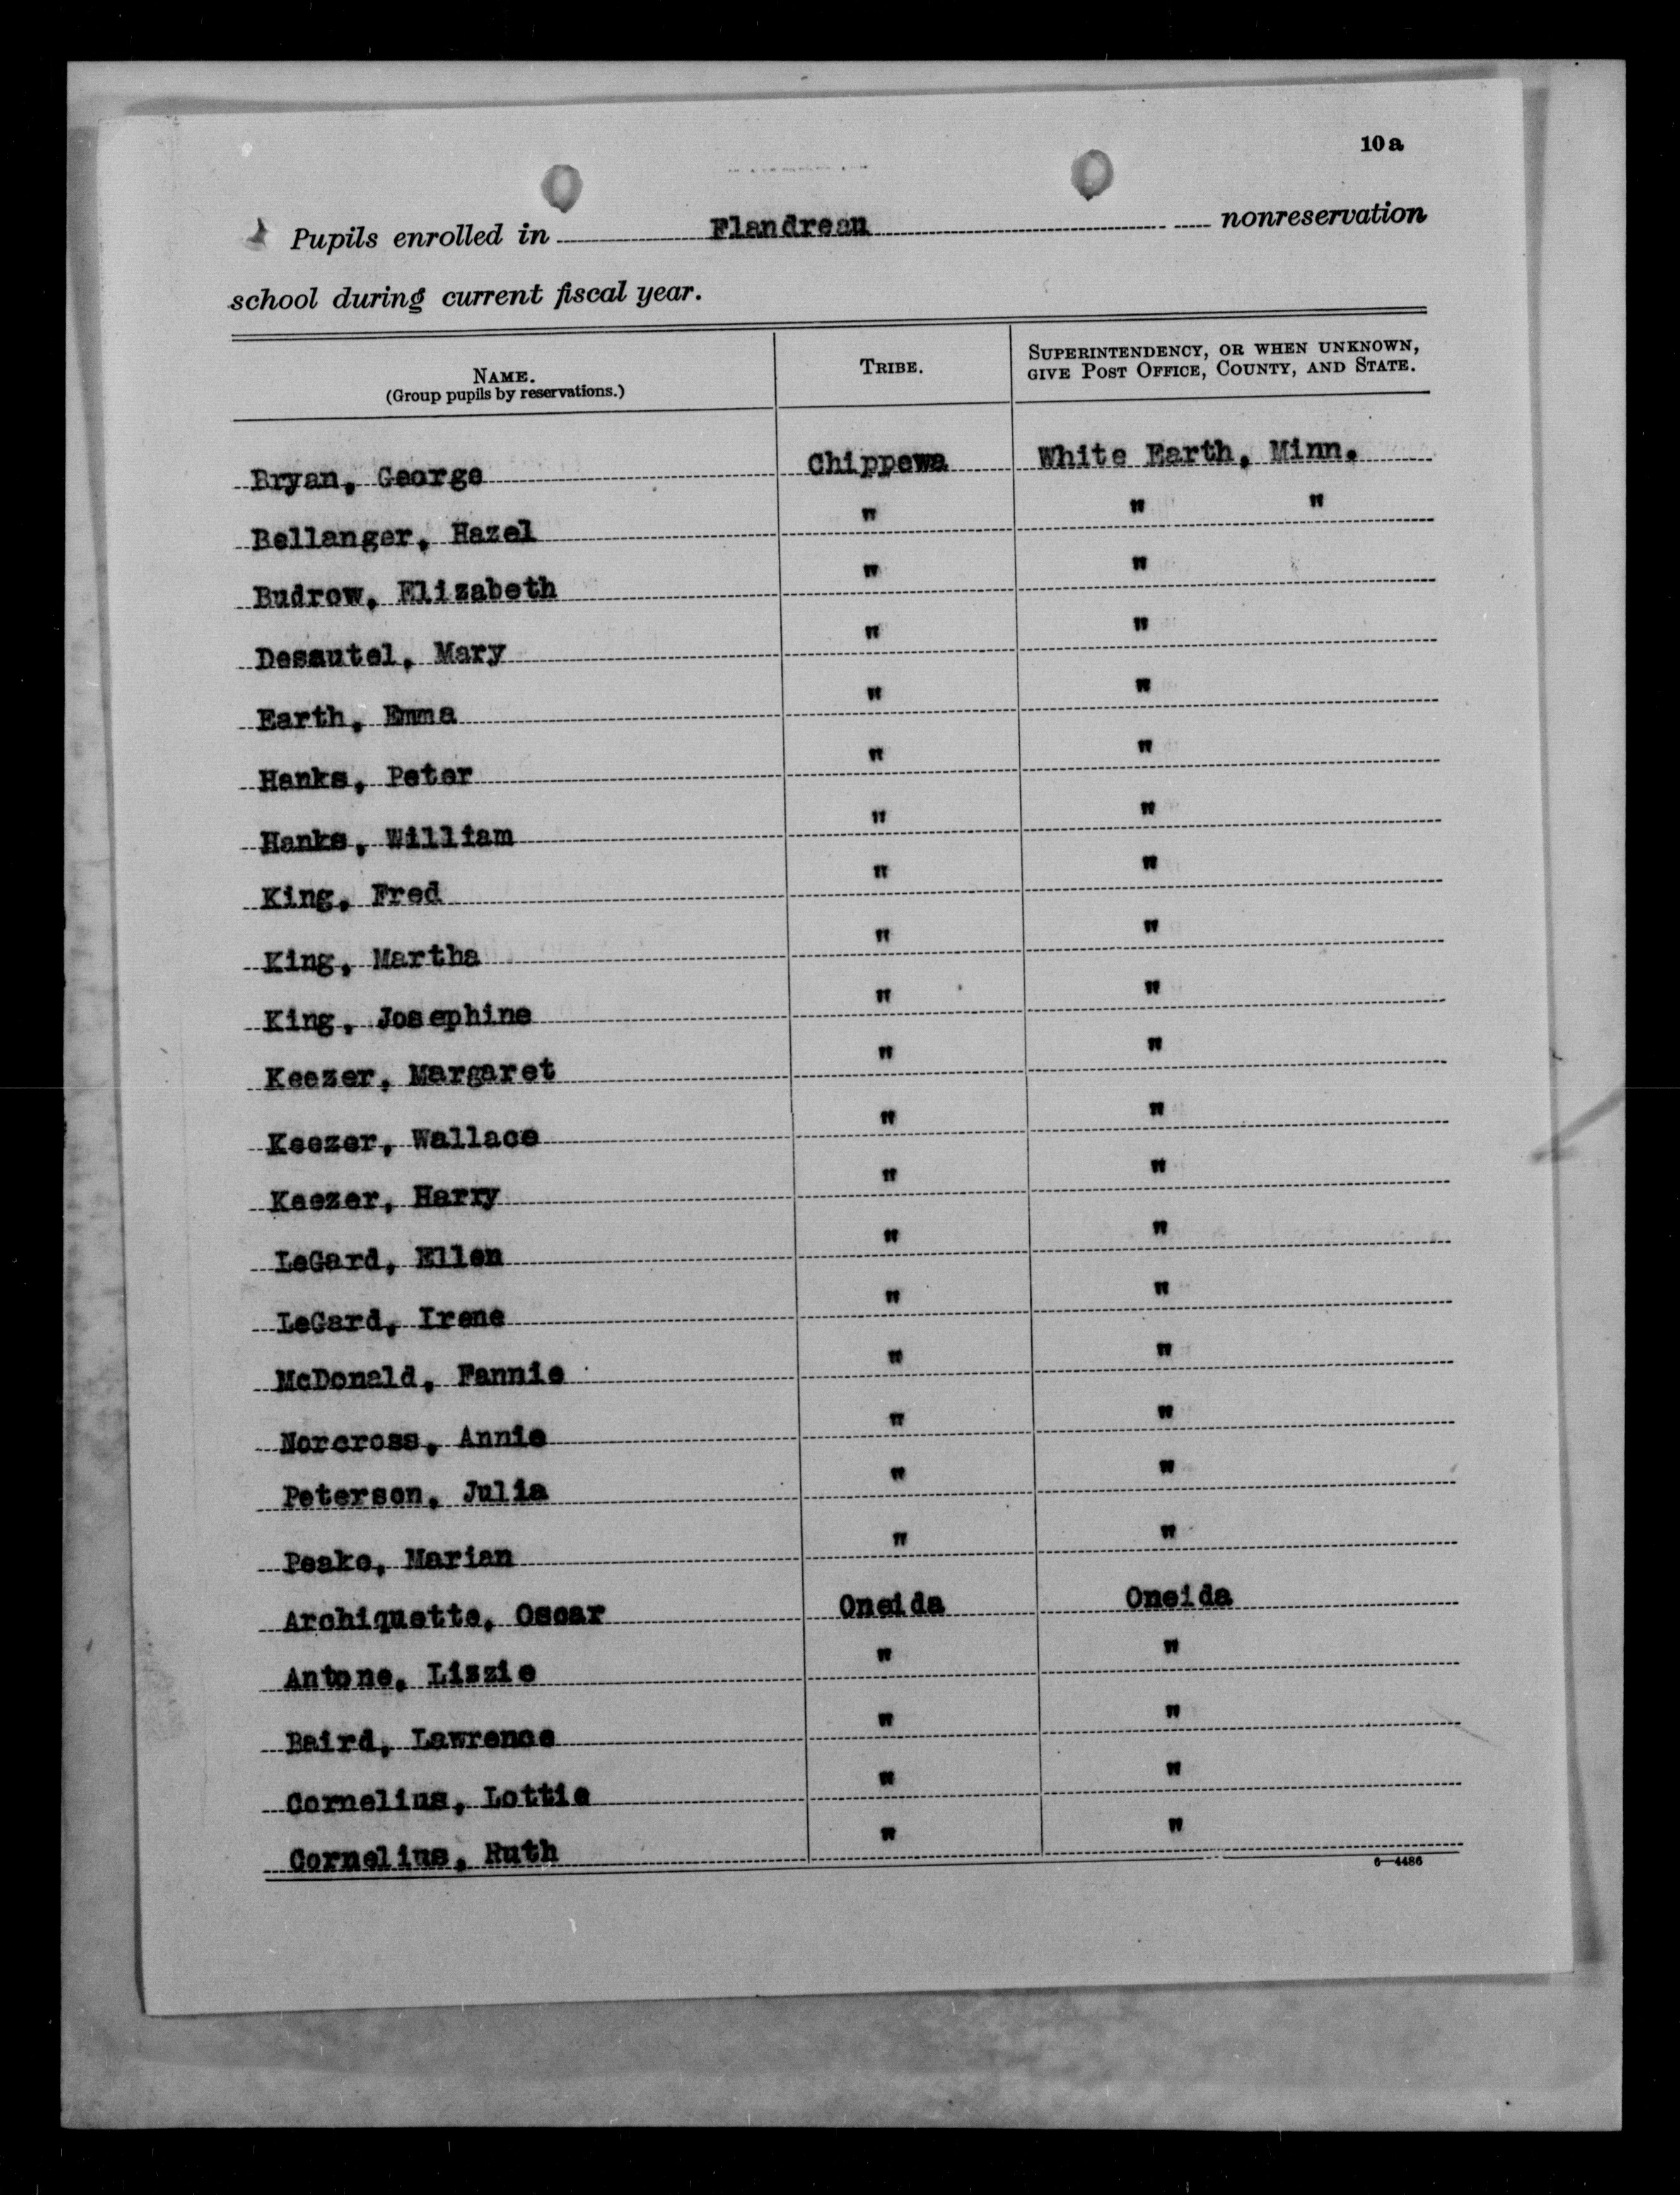 10a
Pupils enrolled in Flandreau nonreservation
school during current fiscal year.
NAME. TRIBE. SUPERINTENDENCY, OR WHEN UNKNOWN,
(Group pupils by reservations.) GIVE POST OFFICE, COUNTY, AND STATE.
Bryan, George Chippewa White Earth, Minn.
Bellanger, Hazel " " "
Budrow, Elizabeth " "
Desautel, Mary " "
Earth, Emma " "
Hanks, Peter " "
Hanks, William " "
King, Fred " "
King, Martha " "
King, Josephine " "
Keezer, Margaret " "
Keezer, Wallace " "
Keezer, Harry " "
LeGard, Ellen " "
LeGard, Irene " "
McDonald, Fannie " "
Norcross, Annie " "
Peterson, Julia " "
Peake, Marian " "
Archiquette, Oscar Oneida Oneida
Antone, Lizzie " "
Baird, Lawrence " "
Cornelius, Lottie " "
Cornelius, Ruth " "
6—4486